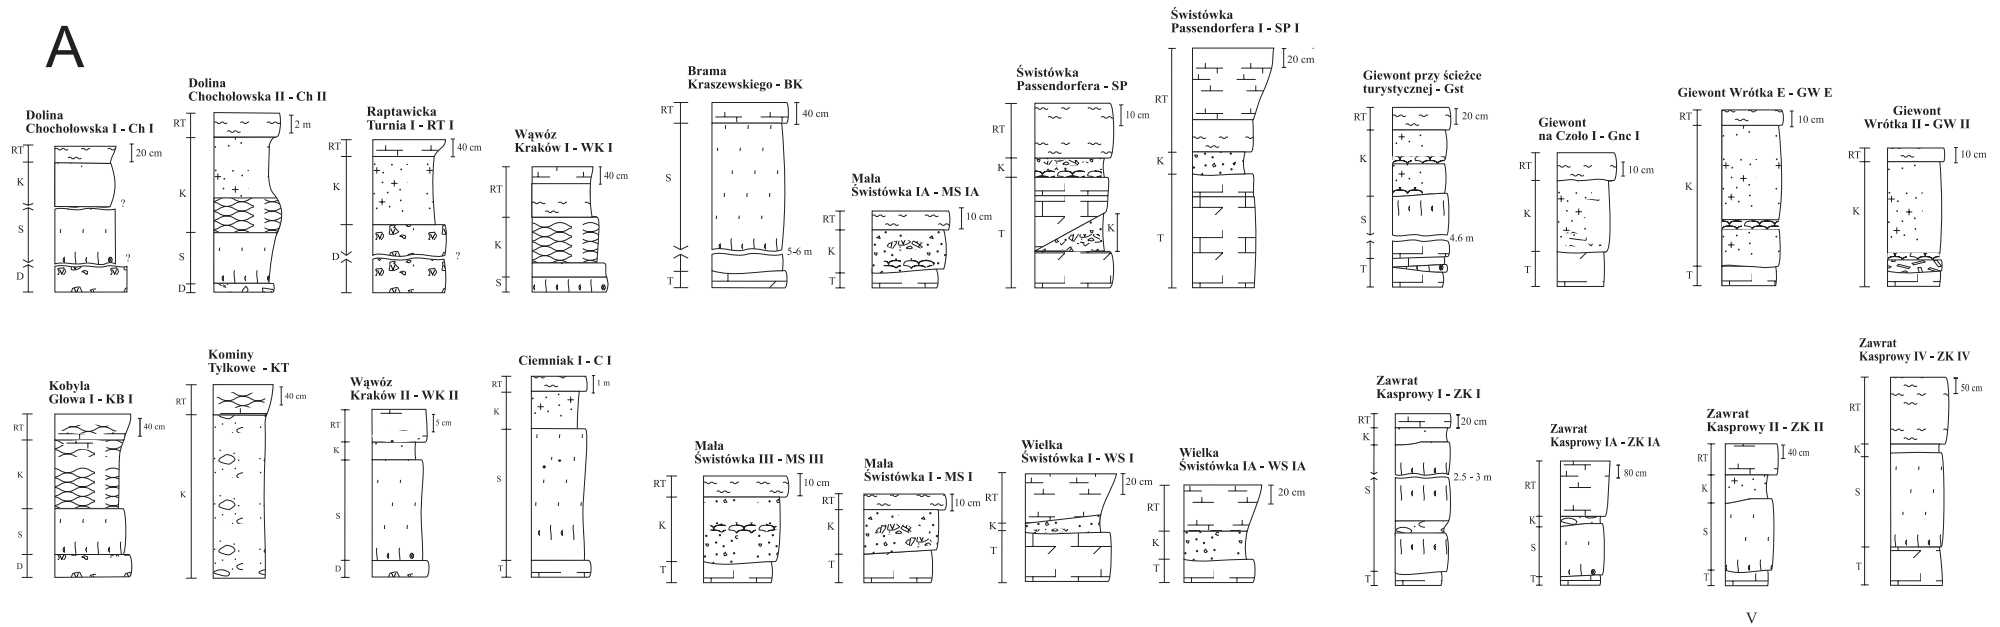 A
Dolina
Chochołowska I - Ch I
20 cm
RT
K
?
S
?
D
Dolina
Chochołowska II - Ch II
2 m
RT
K
S
D
Raptawicka
Turnia I - RT I
40 cm
RT
K
D
?
Wąwóz
Kraków I - WK I
40 cm
RT
K
S
Brama
Kraszewskiego - BK
40 cm
RT
S
5-6 m
T
Mała
Świstówka IA - MS IA
10 cm
RT
K
T
Świstówka
Passendorfera - SP
10 cm
RT
K
K
T
Świstówka
Passendorfera I - SP I
20 cm
RT
K
T
Giewont przy ścieżce
turystycznej - Gst
20 cm
RT
K
S
4.6 m
T
Giewont
na Czoło I - Gnc I
10 cm
RT
K
T
Giewont Wrótka E - GW E
10 cm
RT
K
T
Giewont
Wrótka II - GW II
10 cm
RT
K
T
Kobyla
Głowa I - KB I
40 cm
RT
K
S
D
Kominy
Tylkowe - KT
40 cm
RT
K
Wąwóz
Kraków II - WK II
5 cm
RT
K
S
D
Ciemniak I - C I
1 m
RT
K
S
T
Mała
Świstówka III - MS III
10 cm
RT
K
T
Mała
Świstówka I - MS I
10 cm
RT
K
T
Wielka
Świstówka I - WS I
20 cm
RT
K
T
Wielka
Świstówka IA - WS IA
20 cm
RT
K
T
Zawrat
Kasprowy I - ZK I
20 cm
RT
K
2.5 - 3 m
S
T
Zawrat
Kasprowy IA - ZK IA
80 cm
RT
K
S
T
Zawrat
Kasprowy II - ZK II
40 cm
RT
K
S
T
Zawrat
Kasprowy IV - ZK IV
50 cm
RT
K
S
T
V